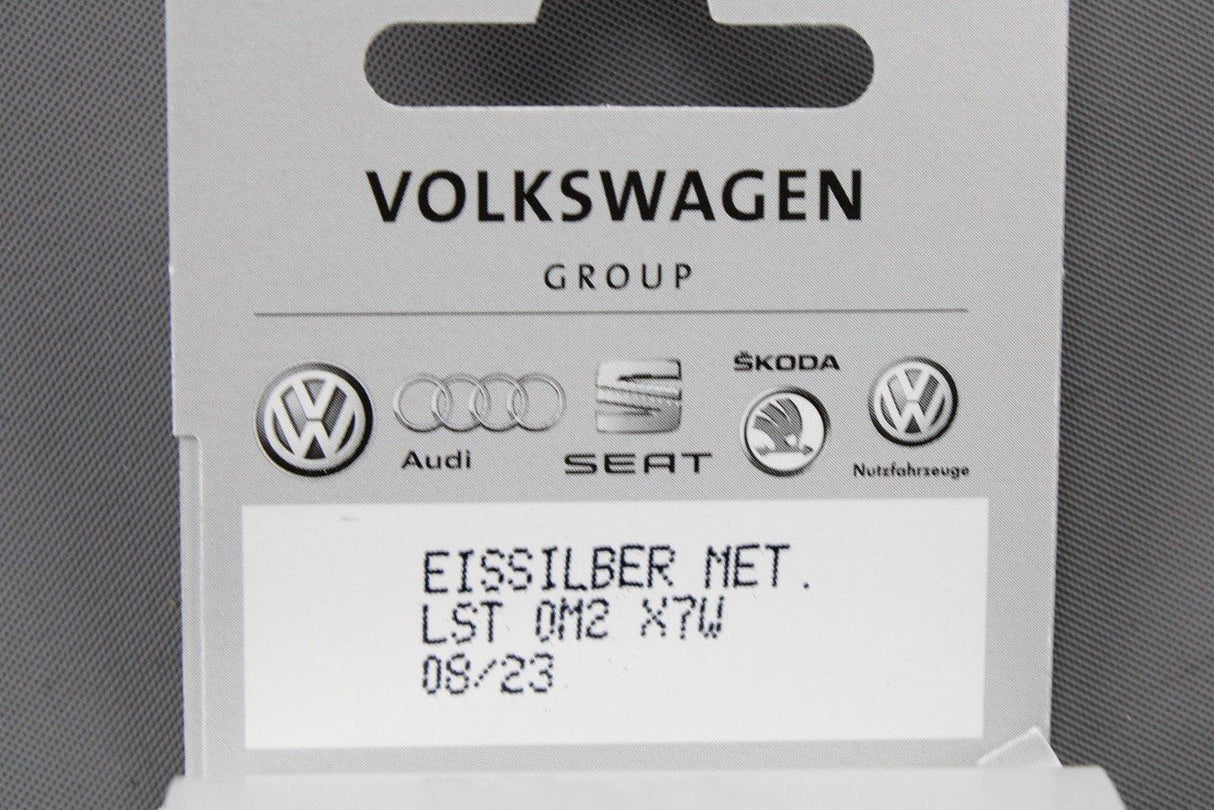 VOLKSWAGEN
GROUP
Audi
SEAT
ŠKODA
Nutzfahrzeuge
EISSILBER MET.
LST 0M2 X7W
08/23